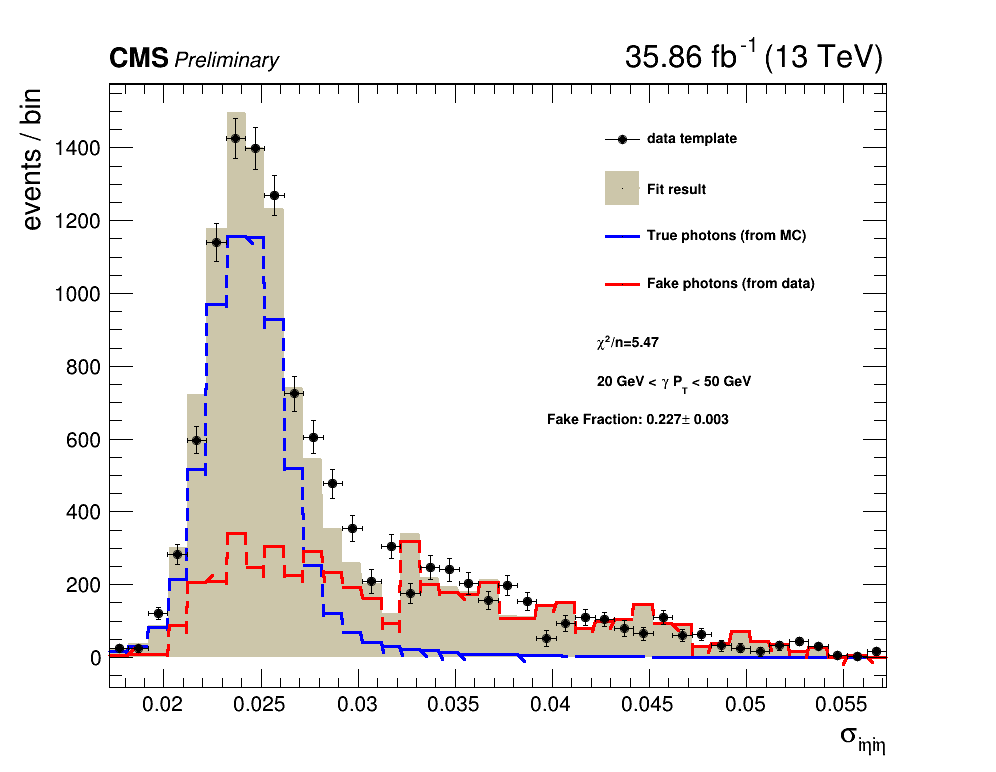 CMS Preliminary 35.86 fb⁻¹ (13 TeV)
events / bin
1400
1200
1000
800
600
400
200
0
data template
Fit result
True photons (from MC)
Fake photons (from data)
χ²/n=5.47
20 GeV < γ P_T < 50 GeV
Fake Fraction: 0.227± 0.003
0.02 0.025 0.03 0.035 0.04 0.045 0.05 0.055
σ_iηiη